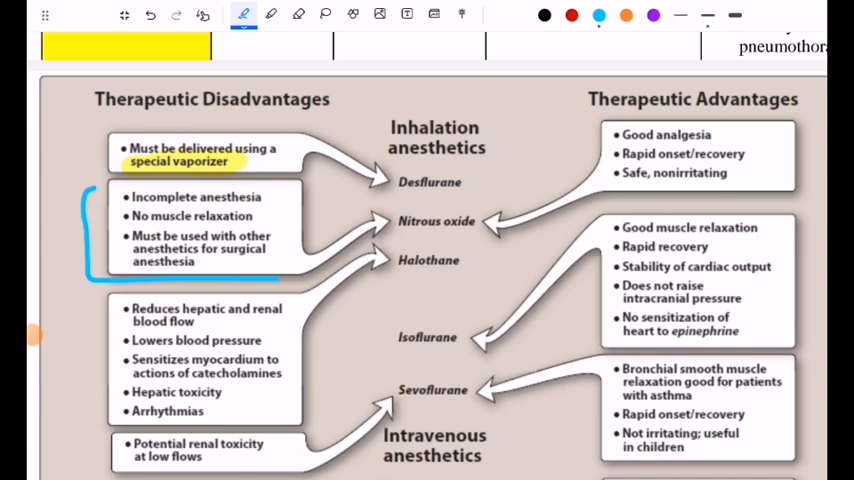 pneumothora
Therapeutic Disadvantages
Therapeutic Advantages
Inhalation
anesthetics
• Must be delivered using a
special vaporizer
Desflurane
• Good analgesia
• Rapid onset/recovery
• Safe, nonirritating
• Incomplete anesthesia
• No muscle relaxation
• Must be used with other
anesthetics for surgical
anesthesia
Nitrous oxide
Halothane
• Good muscle relaxation
• Rapid recovery
• Stability of cardiac output
• Does not raise
intracranial pressure
• No sensitization of
heart to epinephrine
• Reduces hepatic and renal
blood flow
• Lowers blood pressure
• Sensitizes myocardium to
actions of catecholamines
• Hepatic toxicity
• Arrhythmias
Isoflurane
Sevoflurane
• Bronchial smooth muscle
relaxation good for patients
with asthma
• Rapid onset/recovery
• Not irritating; useful
in children
• Potential renal toxicity
at low flows
Intravenous
anesthetics